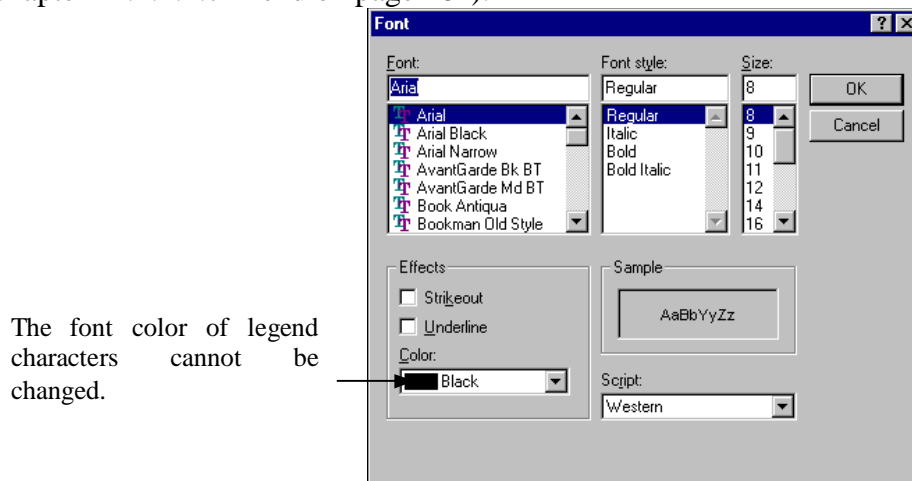 Font
Font: Font style: Size:
Arial Regular 8 OK
Arial Regular 8 Cancel
Arial Black Italic 9
Arial Narrow Bold 10
AvantGarde Bk BT Bold Italic 11
AvantGarde Md BT 12
Book Antiqua 14
Bookman Old Style 16
Effects Sample
Strikeout
Underline AaBbYyZz
Color:
Black
Script:
Western
The font color of legend
characters cannot be
changed.